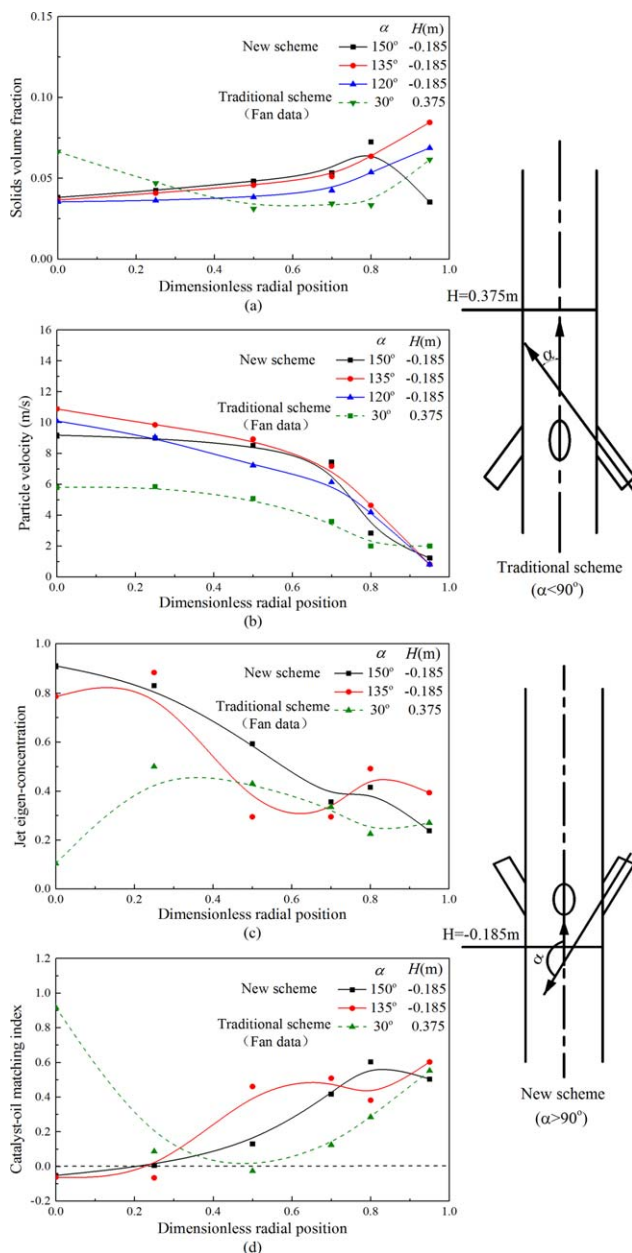 α H(m)
New scheme 150° -0.185
135° -0.185
120° -0.185
Traditional scheme
(Fan data) 30° 0.375
Solids volume fraction
0.15
0.10
0.05
0.00
0.0 0.2 0.4 0.6 0.8 1.0
Dimensionless radial position
(a)
α H(m)
New scheme 150° -0.185
135° -0.185
120° -0.185
Traditional scheme
(Fan data) 30° 0.375
Particle velocity (m/s)
16
14
12
10
8
6
4
2
0
0.0 0.2 0.4 0.6 0.8 1.0
Dimensionless radial position
(b)
H=0.375m
α
Traditional scheme
(α<90°)
α H(m)
New scheme 150° -0.185
135° -0.185
Traditional scheme 30° 0.375
(Fan data)
Jet eigen-concentration
1.0
0.8
0.6
0.4
0.2
0.0
0.0 0.2 0.4 0.6 0.8 1.0
Dimensionless radial position
(c)
α H(m)
New scheme 150° -0.185
135° -0.185
Traditional scheme 30° 0.375
(Fan data)
Catalyst-oil matching index
1.2
1.0
0.8
0.6
0.4
0.2
0.0
-0.2
0.0 0.2 0.4 0.6 0.8 1.0
Dimensionless radial position
(d)
H=-0.185m
α
New scheme
(α>90°)